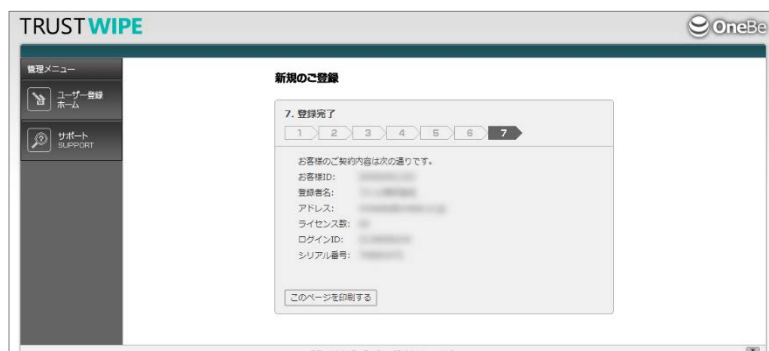 TRUST WIPE
OneBe
管理メニュー
ユーザー登録
ホーム
サポート
SUPPORT
新規のご登録
7. 登録完了
1 2 3 4 5 6 7
お客様のご契約内容は次の通りです。
お客様ID:
登録者名:
アドレス:
ライセンス数:
ログインID:
シリアル番号:
このページを印刷する